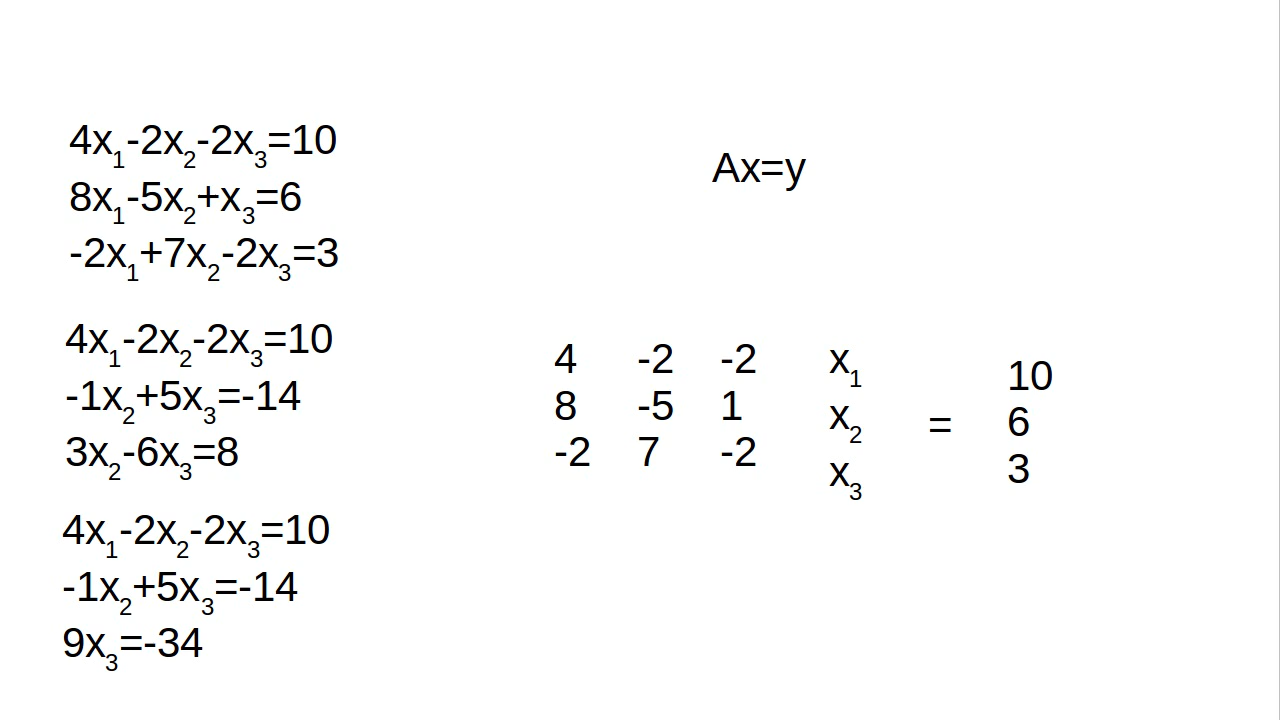 4x₁-2x₂-2x₃=10
8x₁-5x₂+x₃=6
-2x₁+7x₂-2x₃=3
4x₁-2x₂-2x₃=10
-1x₂+5x₃=-14
3x₂-6x₃=8
4x₁-2x₂-2x₃=10
-1x₂+5x₃=-14
9x₃=-34
Ax=y
4 -2 -2 x₁ 10
8 -5 1 x₂ = 6
-2 7 -2 x₃ 3